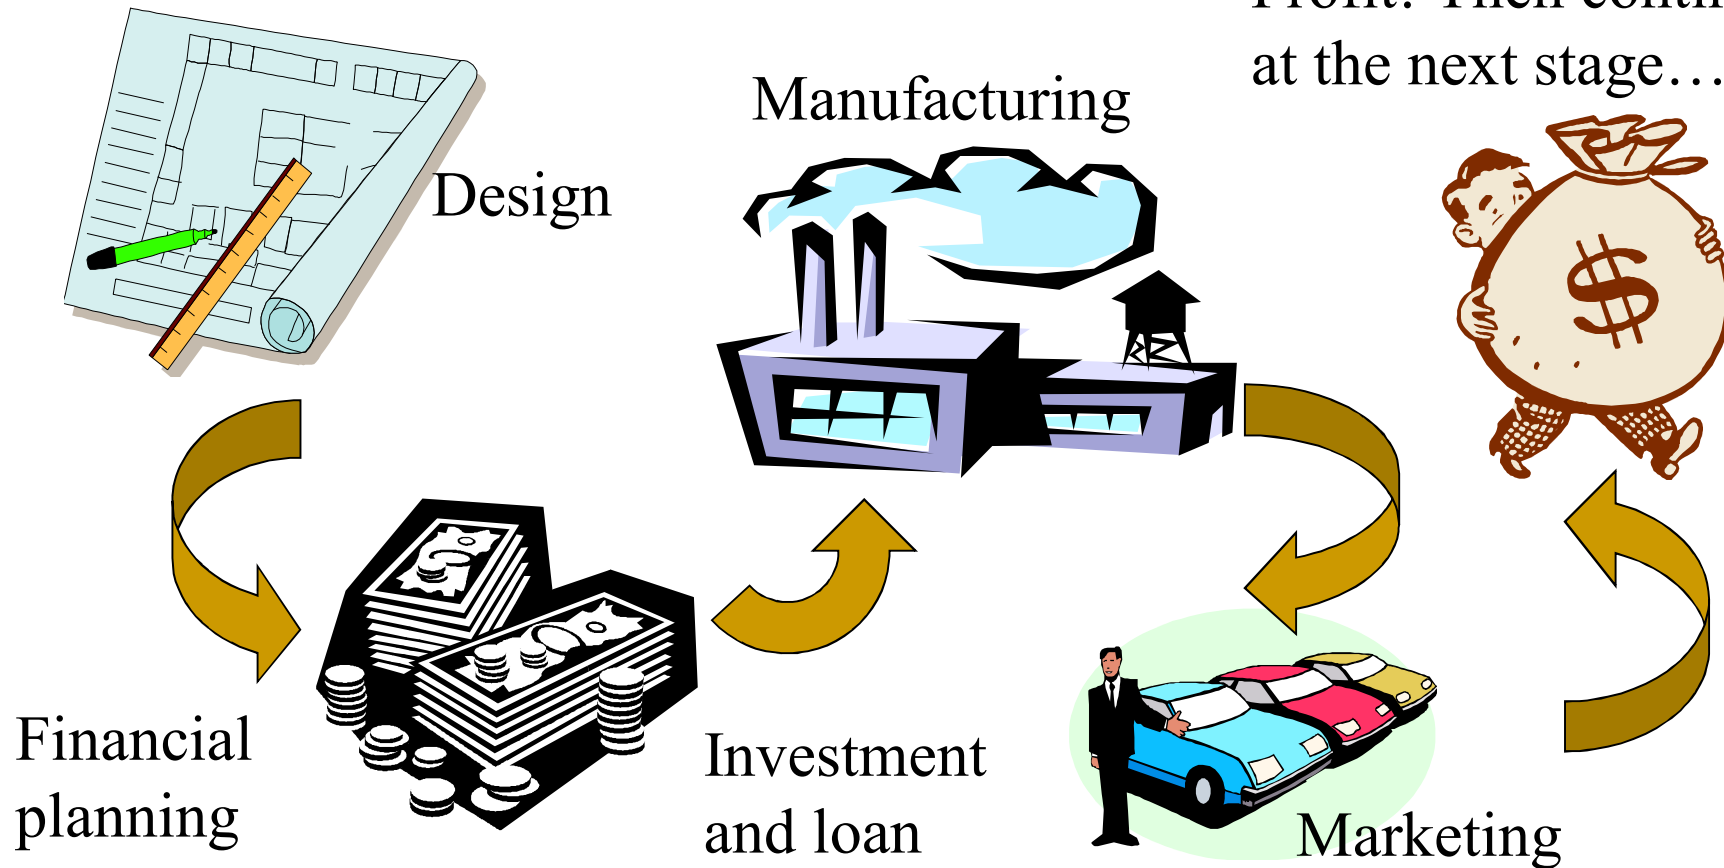 at the next stage…
Manufacturing
Design
$
Financial
planning
Investment
and loan
Marketing